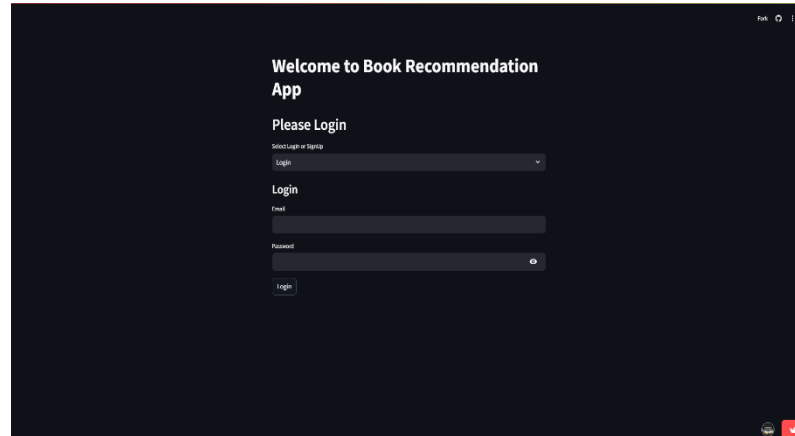 Fork
Welcome to Book Recommendation
App
Please Login
Select Login or SignUp
Login
Login
Email
Password
Login